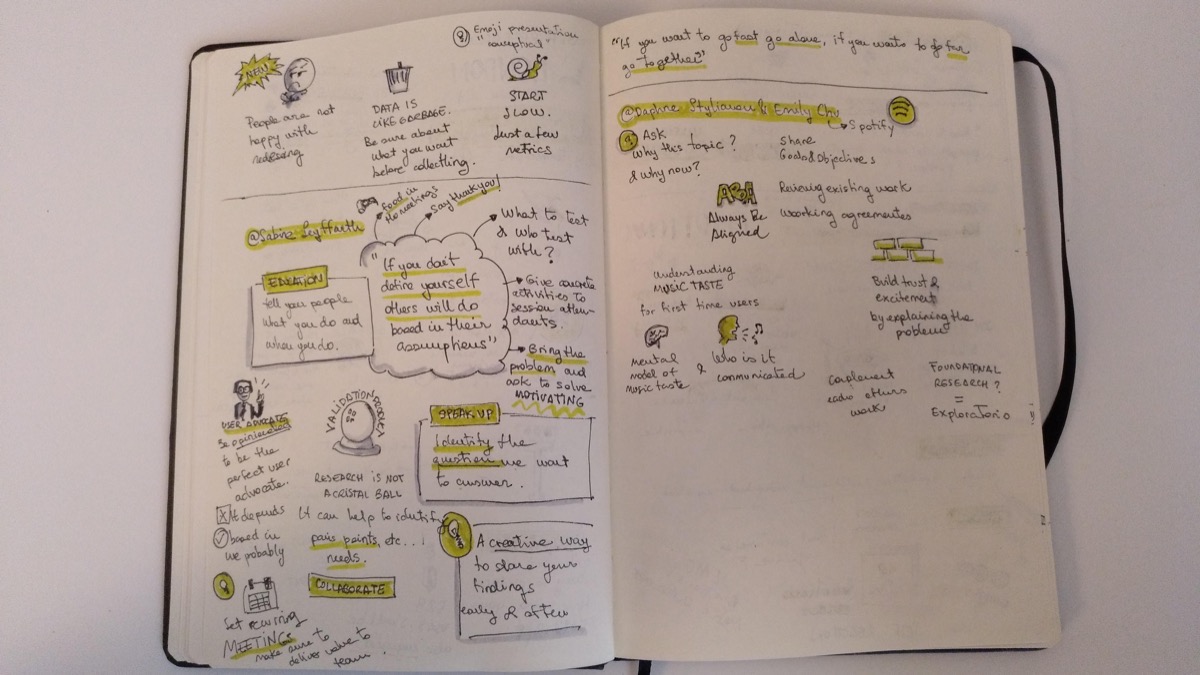 Emoji presentation
"conceptual"
NEW!
People are not
happy with
redesing
DATA IS
LIKE GARBAGE.
Be sure about
what you want
before collectling.
START
SLOW.
Just a few
metrics
@Sabine
Food in
the meetings
Say thank you!
What to test
& who test
with?
EDUCATION
tell your people
what you do and
when you do.
"If you don't
define yourself
others will do
based in their
assumptions"
Give concrete
activities to
session atten-
dants.
Bring the
problem and
ask to solve
MOTIVATING
USER ADVOCATE
Be opinionated
to be the
perfect user
advocate.
It depends
based in
we probably
VALIDATION
RESEARCH IS NOT
A CRISTAL BALL
It can help to identify
pain points, etc...
needs.
SPEAK UP
Identify the
question we want
to answer.
COLLABORATE
Set recurring
MEETINGS
make sure to
deliver value to
team.
A creative way
to share your
findings
early & often
"If you want to go fast go alone, if you wants to go far
go together"
@Daphne Stylianou & Emily Chu
Spotify
Ask
Why this topic?
& why now?
Share
Goal and Objectives
ABA
Always Be
Aligned
Reviewing existing work
Working agreementes
Build trust &
excitement
by explaining the
problem
understanding
MUSIC TASTE
for first time users
mental
model of
music taste
&
Who is it
communicated
Complement
each others
work
FOUNDATIONAL
RESEARCH?
=
Exploratorio